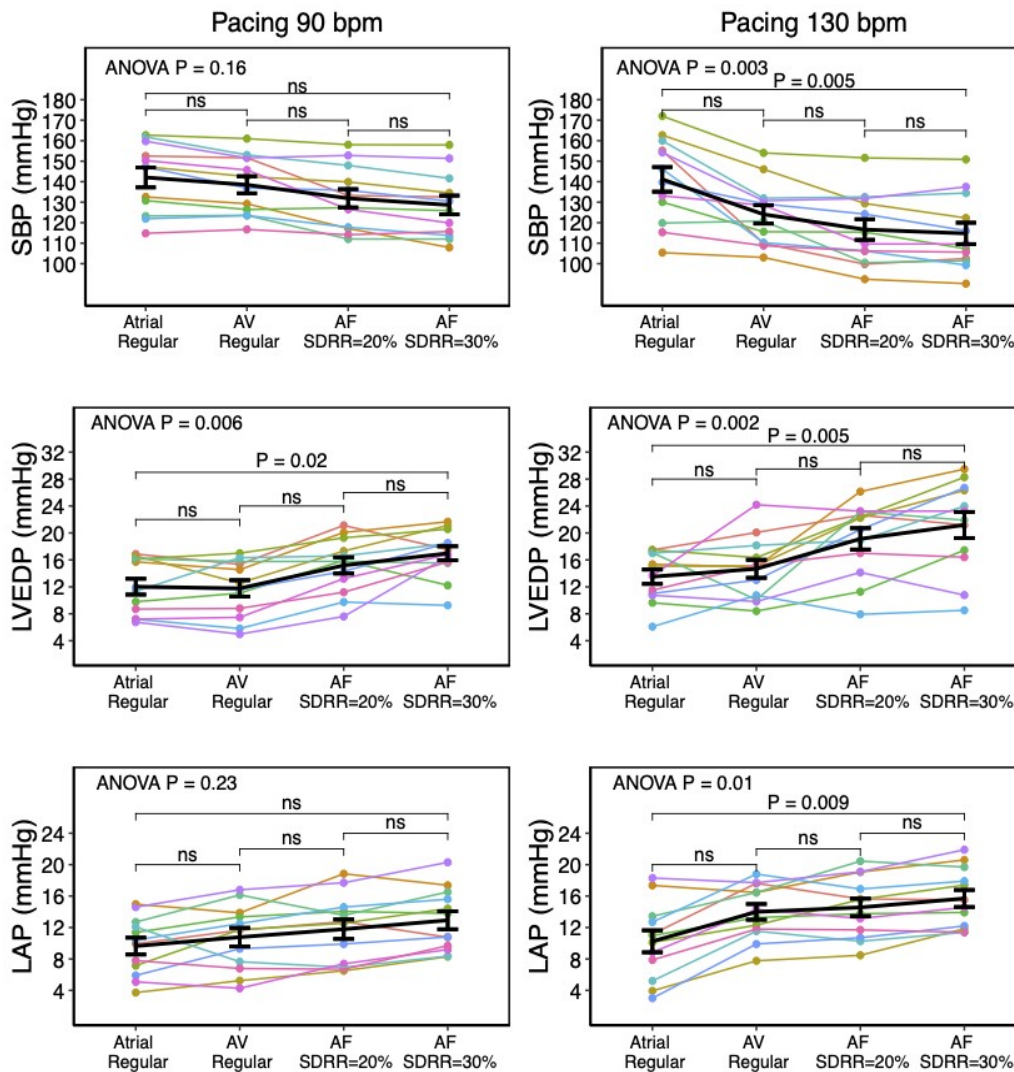 Pacing 90 bpm
Pacing 130 bpm
ANOVA P = 0.16
ns
ns
ns
ns
SBP (mmHg)
180
170
160
150
140
130
120
110
100
Atrial Regular
AV Regular
AF SDRR=20%
AF SDRR=30%
ANOVA P = 0.003
P = 0.005
ns
ns
ns
SBP (mmHg)
180
170
160
150
140
130
120
110
100
Atrial Regular
AV Regular
AF SDRR=20%
AF SDRR=30%
ANOVA P = 0.006
P = 0.02
ns
ns
ns
LVEDP (mmHg)
32
28
24
20
16
12
8
4
Atrial Regular
AV Regular
AF SDRR=20%
AF SDRR=30%
ANOVA P = 0.002
P = 0.005
ns
ns
ns
LVEDP (mmHg)
32
28
24
20
16
12
8
4
Atrial Regular
AV Regular
AF SDRR=20%
AF SDRR=30%
ANOVA P = 0.23
ns
ns
ns
ns
LAP (mmHg)
24
20
16
12
8
4
Atrial Regular
AV Regular
AF SDRR=20%
AF SDRR=30%
ANOVA P = 0.01
P = 0.009
ns
ns
ns
LAP (mmHg)
24
20
16
12
8
4
Atrial Regular
AV Regular
AF SDRR=20%
AF SDRR=30%